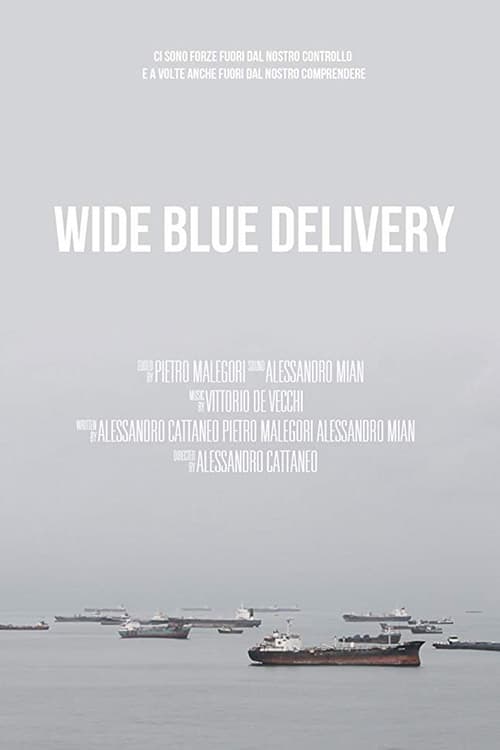 CI SONO FORZE FUORI DAL NOSTRO CONTROLLO
E A VOLTE ANCHE FUORI DAL NOSTRO COMPRENDERE
WIDE BLUE DELIVERY
EDITED BY PIETRO MALEGORI SOUND ALESSANDRO MIAN
MUSIC BY VITTORIO DE VECCHI
WRITTEN BY ALESSANDRO CATTANEO PIETRO MALEGORI ALESSANDRO MIAN
DIRECTED BY ALESSANDRO CATTANEO